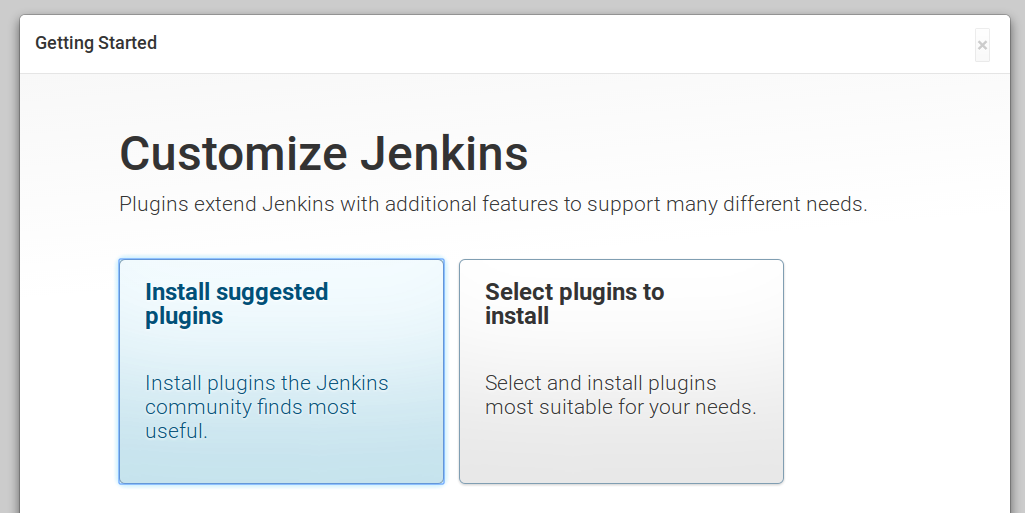 Getting Started
×
Customize Jenkins
Plugins extend Jenkins with additional features to support many different needs.
Install suggested
plugins
Install plugins the Jenkins
community finds most
useful.
Select plugins to
install
Select and install plugins
most suitable for your needs.